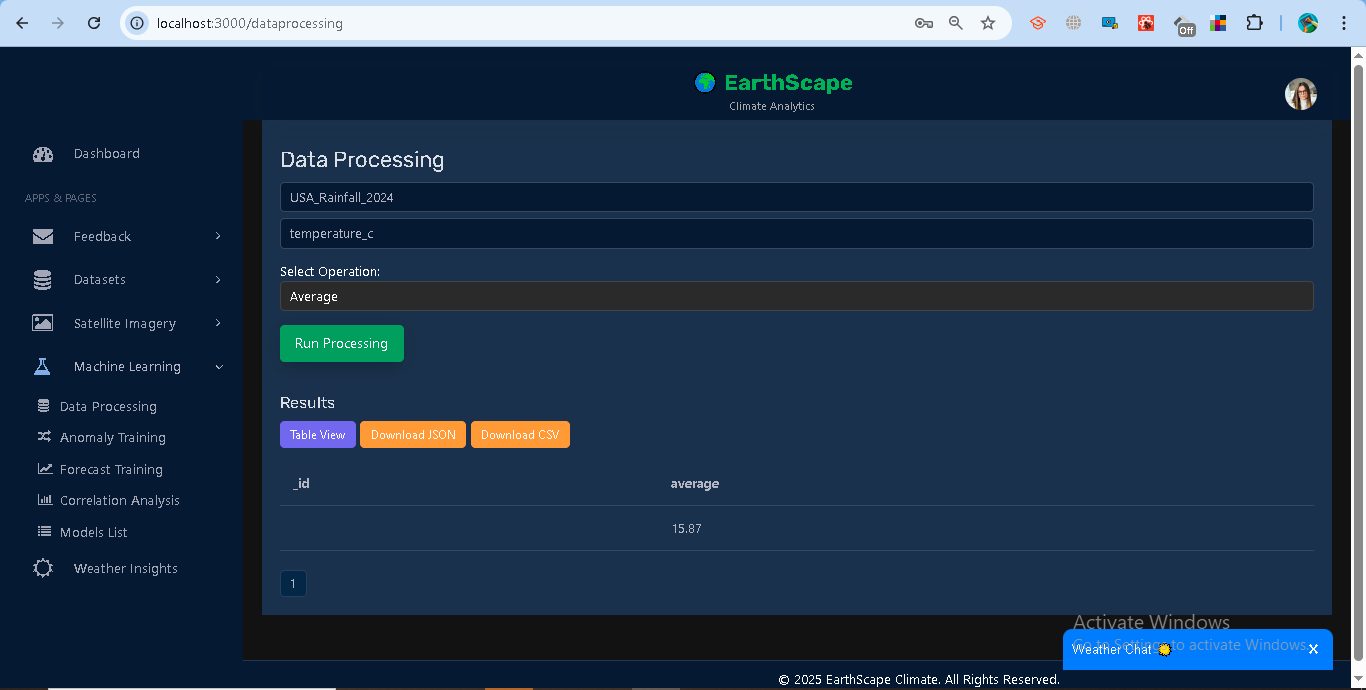 localhost:3000/dataprocessing
Off
EarthScape
Climate Analytics
Dashboard
APPS & PAGES
Feedback
Datasets
Satellite Imagery
Machine Learning
Data Processing
Anomaly Training
Forecast Training
Correlation Analysis
Models List
Weather Insights
Data Processing
USA_Rainfall_2024
temperature_c
Select Operation:
Average
Run Processing
Results
Table View Download JSON Download CSV
_id average
15.87
1
Activate Windows
Go to Settings to activate Windows.
Weather Chat
© 2025 EarthScape Climate. All Rights Reserved.